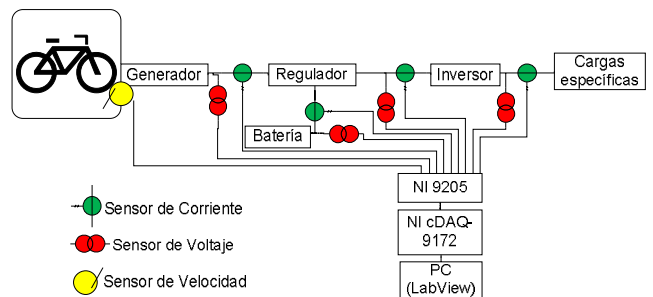 Generador
Regulador
Inversor
Cargas
específicas
Batería
NI 9205
Sensor de Corriente
NI cDAQ-
9172
Sensor de Voltaje
PC
(LabView)
Sensor de Velocidad